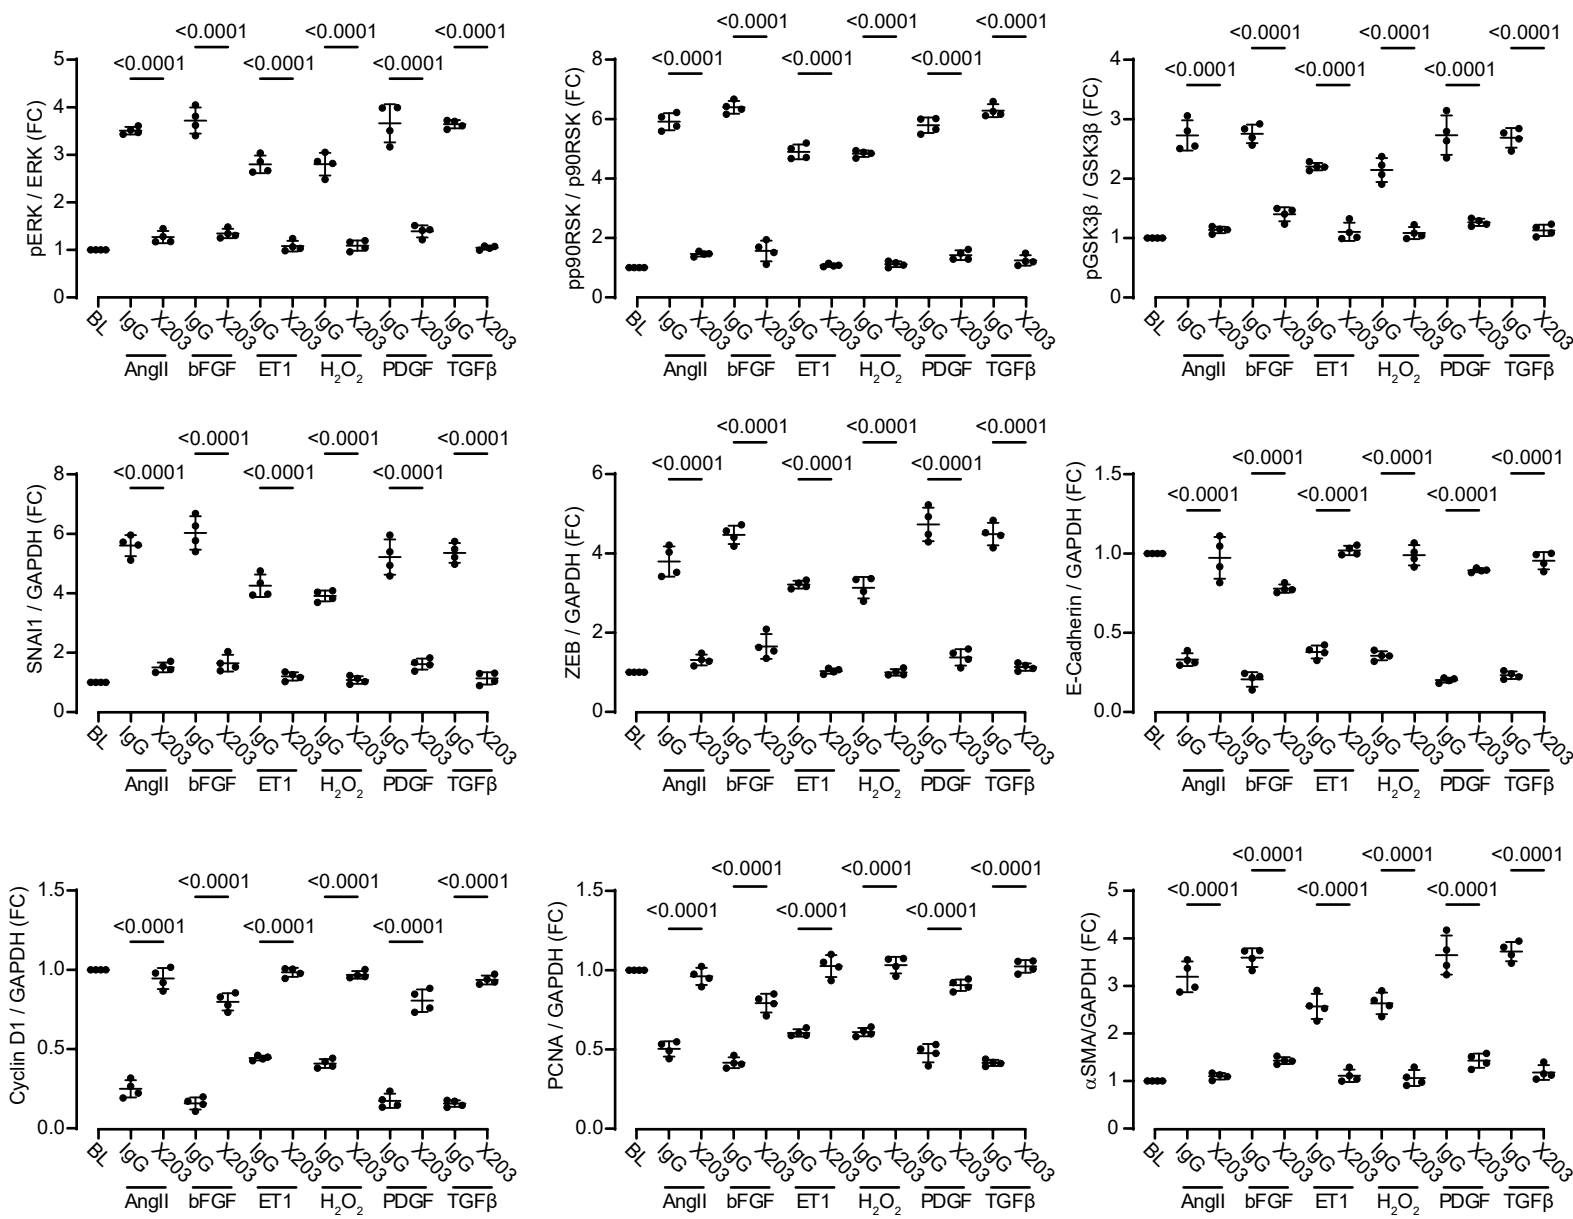 <0.0001 <0.0001 <0.0001
<0.0001 <0.0001 <0.0001
pERK / ERK (FC)
5
4
3
2
1
0
BL IgG X203 IgG X203 IgG X203 IgG X203 IgG X203 IgG X203
AngII bFGF ET1 H₂O₂ PDGF TGFβ
<0.0001 <0.0001 <0.0001
<0.0001 <0.0001 <0.0001
pp90RSK / p90RSK (FC)
8
6
4
2
0
BL IgG X203 IgG X203 IgG X203 IgG X203 IgG X203 IgG X203
AngII bFGF ET1 H₂O₂ PDGF TGFβ
<0.0001 <0.0001 <0.0001
<0.0001 <0.0001 <0.0001
pGSK3β / GSK3β (FC)
4
3
2
1
0
BL IgG X203 IgG X203 IgG X203 IgG X203 IgG X203 IgG X203
AngII bFGF ET1 H₂O₂ PDGF TGFβ
<0.0001 <0.0001 <0.0001
<0.0001 <0.0001 <0.0001
SNAI1 / GAPDH (FC)
8
6
4
2
0
BL IgG X203 IgG X203 IgG X203 IgG X203 IgG X203 IgG X203
AngII bFGF ET1 H₂O₂ PDGF TGFβ
<0.0001 <0.0001 <0.0001
<0.0001 <0.0001 <0.0001
ZEB / GAPDH (FC)
6
4
2
0
BL IgG X203 IgG X203 IgG X203 IgG X203 IgG X203 IgG X203
AngII bFGF ET1 H₂O₂ PDGF TGFβ
<0.0001 <0.0001 <0.0001
<0.0001 <0.0001 <0.0001
E-Cadherin / GAPDH (FC)
1.5
1.0
0.5
0.0
BL IgG X203 IgG X203 IgG X203 IgG X203 IgG X203 IgG X203
AngII bFGF ET1 H₂O₂ PDGF TGFβ
<0.0001 <0.0001 <0.0001
<0.0001 <0.0001 <0.0001
Cyclin D1 / GAPDH (FC)
1.5
1.0
0.5
0.0
BL IgG X203 IgG X203 IgG X203 IgG X203 IgG X203 IgG X203
AngII bFGF ET1 H₂O₂ PDGF TGFβ
<0.0001 <0.0001 <0.0001
<0.0001 <0.0001 <0.0001
PCNA / GAPDH (FC)
1.5
1.0
0.5
0.0
BL IgG X203 IgG X203 IgG X203 IgG X203 IgG X203 IgG X203
AngII bFGF ET1 H₂O₂ PDGF TGFβ
<0.0001 <0.0001 <0.0001
<0.0001 <0.0001 <0.0001
αSMA/GAPDH (FC)
5
4
3
2
1
0
BL IgG X203 IgG X203 IgG X203 IgG X203 IgG X203 IgG X203
AngII bFGF ET1 H₂O₂ PDGF TGFβ